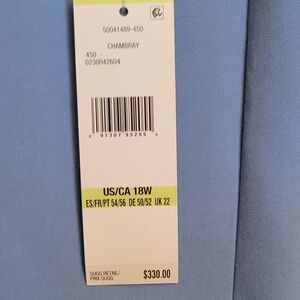 50041489-450
CHAMBRAY
450 -
0230042604
US/CA 18W
ES/FR/PT 54/56 DE 50/52 UK 22
SUGG RETAIL/
PRIX SUGG
$330.00